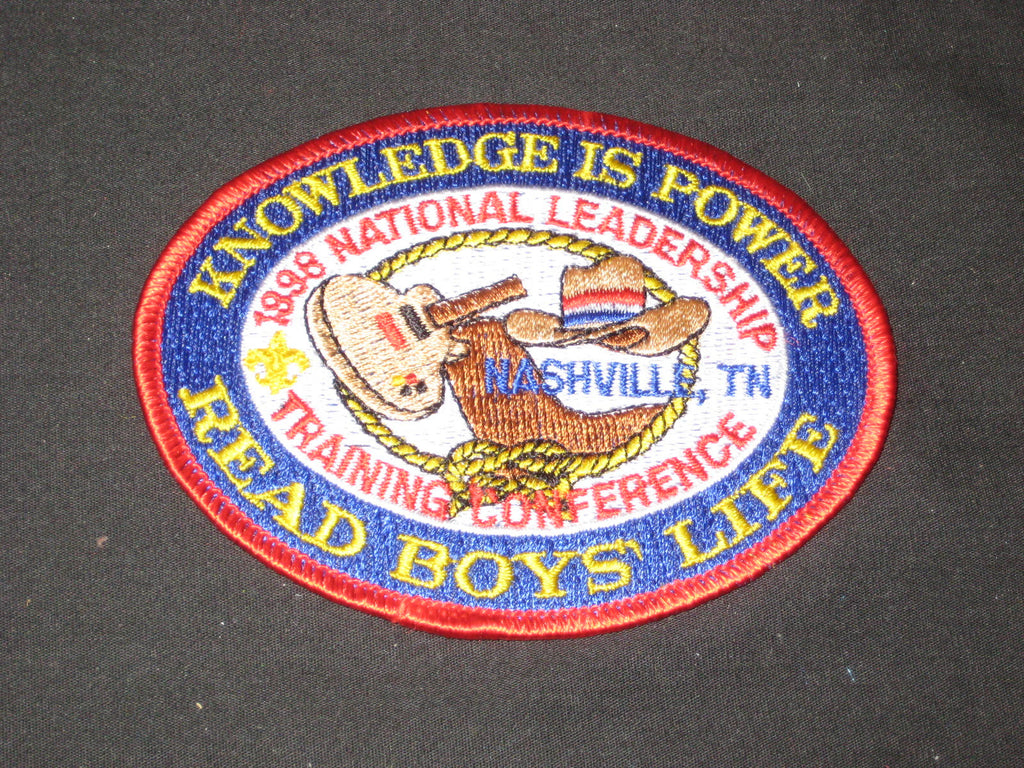 KNOWLEDGE IS POWER
1998 NATIONAL LEADERSHIP
NASHVILLE, TN
TRAINING CONFERENCE
READ BOYS' LIFE